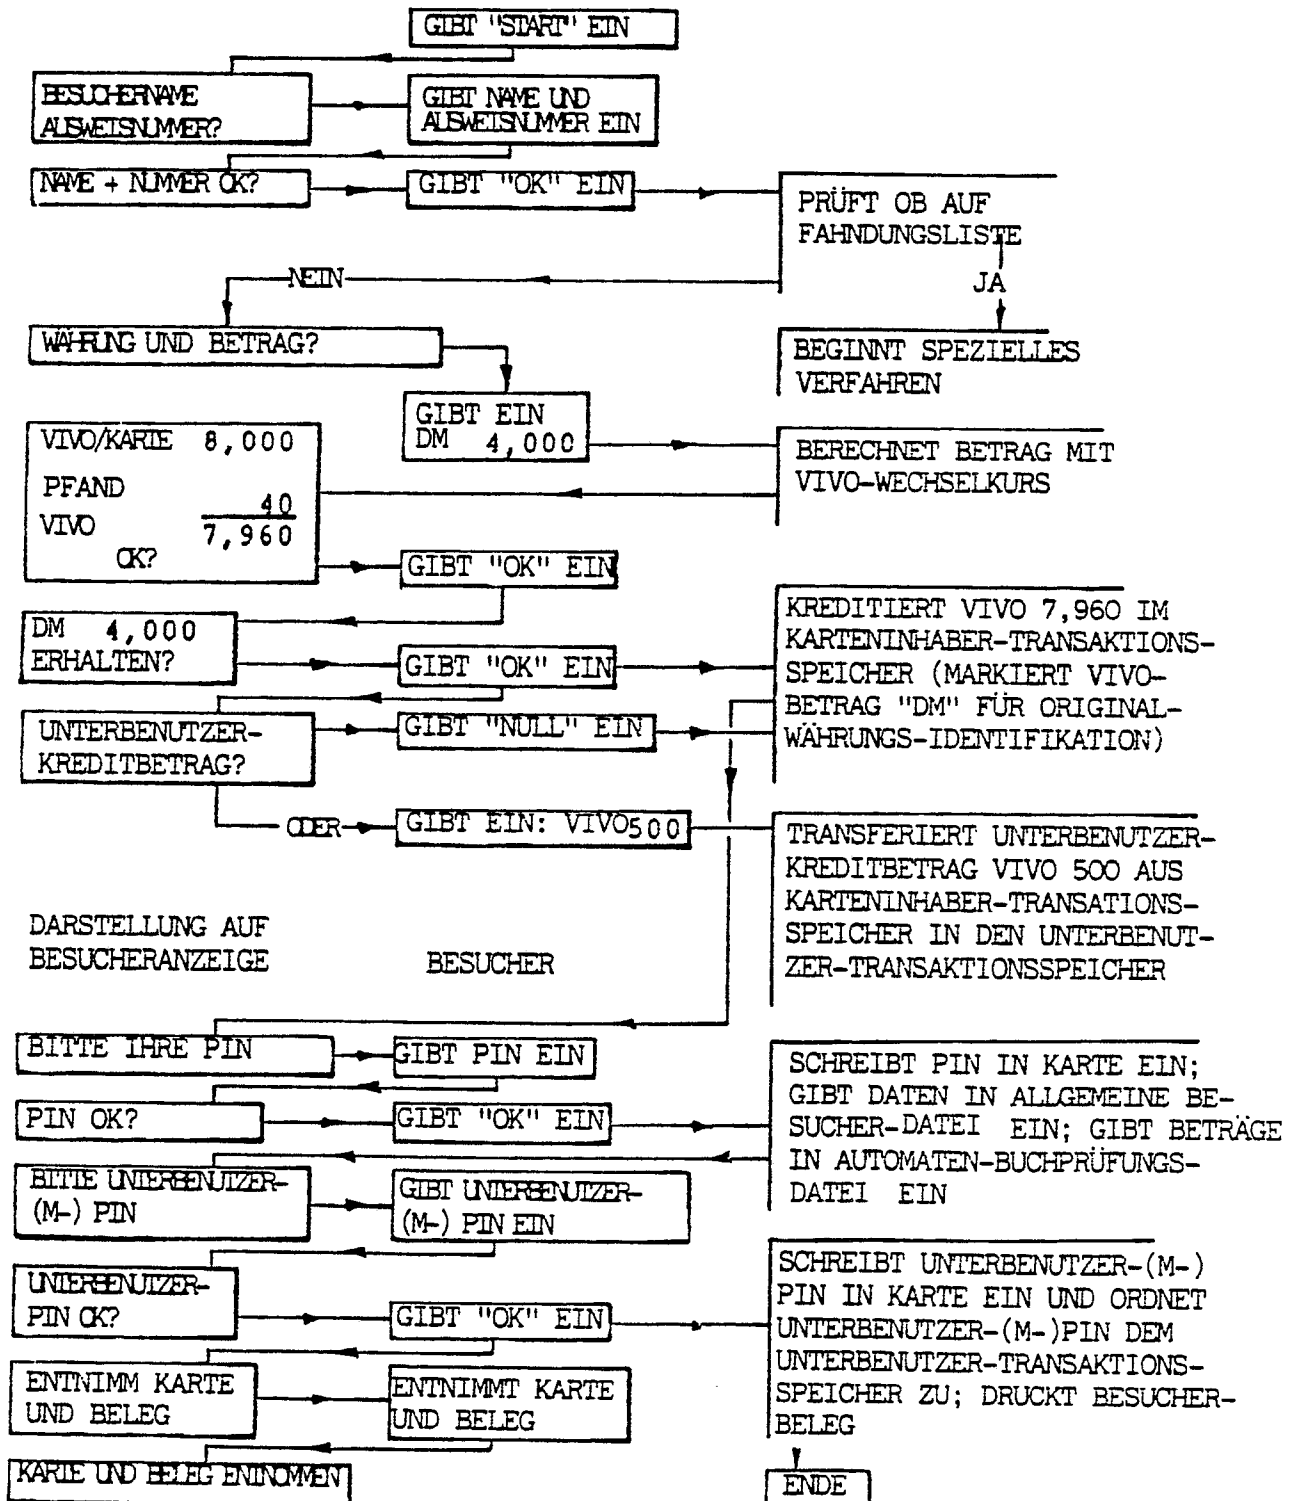 GIBT "START" EIN
BESUCHERNAME
AUSWEISNUMMER?
GIBT NAME UND
AUSWEISNUMMER EIN
NAME + NUMMER OK?
GIBT "OK" EIN
PRÜFT OB AUF
FAHNDUNGSLISTE
NEIN
JA
WÄHRUNG UND BETRAG?
BEGINNT SPEZIELLES
VERFAHREN
GIBT EIN
DM 4,000
BERECHNET BETRAG MIT
VIVO-WECHSELKURS
VIVO/KARTE 8,000
PFAND
40
VIVO 7,960
OK?
GIBT "OK" EIN
DM 4,000
ERHALTEN?
GIBT "OK" EIN
KREDITIERT VIVO 7,960 IM
KARTENINHABER-TRANSAKTIONS-
SPEICHER (MARKIERT VIVO-
BETRAG "DM" FÜR ORIGINAL-
WÄHRUNGS-IDENTIFIKATION)
UNTERBENUTZER-
KREDITBETRAG?
GIBT "NULL" EIN
ODER
GIBT EIN: VIVO500
TRANSFERIERT UNTERBENUTZER-
KREDITBETRAG VIVO 500 AUS
KARTENINHABER-TRANSATIONS-
SPEICHER IN DEN UNTERBENUT-
ZER-TRANSAKTIONSSPEICHER
DARSTELLUNG AUF
BESUCHERANZEIGE
BESUCHER
BITTE IHRE PIN
GIBT PIN EIN
PIN OK?
GIBT "OK" EIN
SCHREIBT PIN IN KARTE EIN;
GIBT DATEN IN ALLGEMEINE BE-
SUCHER-DATEI EIN; GIBT BETRÄGE
IN AUTOMATEN-BUCHPRÜFUNGS-
DATEI EIN
BITTE UNTERBENUTZER-
(M-) PIN
GIBT UNTERBENUTZER-
(M-) PIN EIN
UNTERBENUTZER-
PIN OK?
GIBT "OK" EIN
SCHREIBT UNTERBENUTZER-(M-)
PIN IN KARTE EIN UND ORDNET
UNTERBENUTZER-(M-)PIN DEM
UNTERBENUTZER-TRANSAKTIONS-
SPEICHER ZU; DRUCKT BESUCHER-
BELEG
ENTNIMM KARTE
UND BELEG
ENTNIMMT KARTE
UND BELEG
KARTE UND BELEG ENTNOMMEN
ENDE